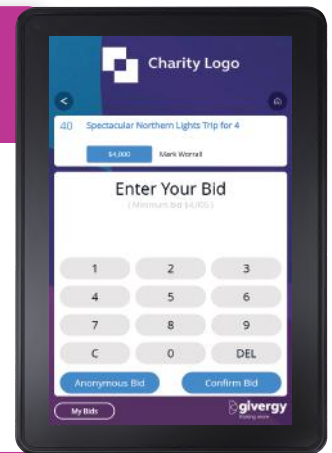 Charity Logo
<
40 Spectacular Northern Lights Trip for 4
$4,000 Mark Worrall
Enter Your Bid
( Minimum Bid $4,005 )
1 2 3
4 5 6
7 8 9
C 0 DEL
Anonymous Bid Confirm Bid
My Bids givergy